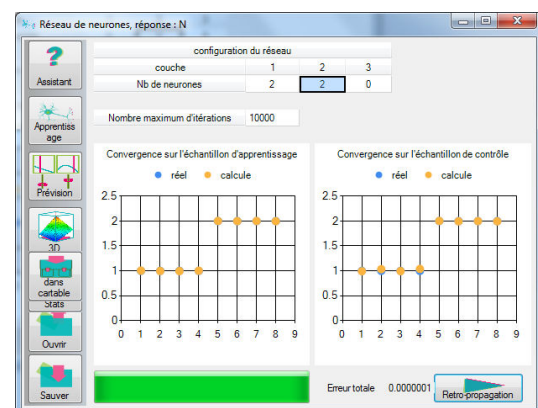 Réseau de neurones, réponse : N
Assistant
Apprentiss
age
Prévision
3D
dans
cartable
Stats
Ouvrir
Sauver
configuration du réseau
couche 1 2 3
Nb de neurones 2 2 0
Nombre maximum d'itérations 10000
Convergence sur l'échantillon d'apprentissage
réel calcule
2.5
2
1.5
1
0.5
0
0 1 2 3 4 5 6 7 8 9
Convergence sur l'échantillon de contrôle
réel calcule
2.5
2
1.5
1
0.5
0
0 1 2 3 4 5 6 7 8 9
Erreur totale 0.0000001 Retro-propagation